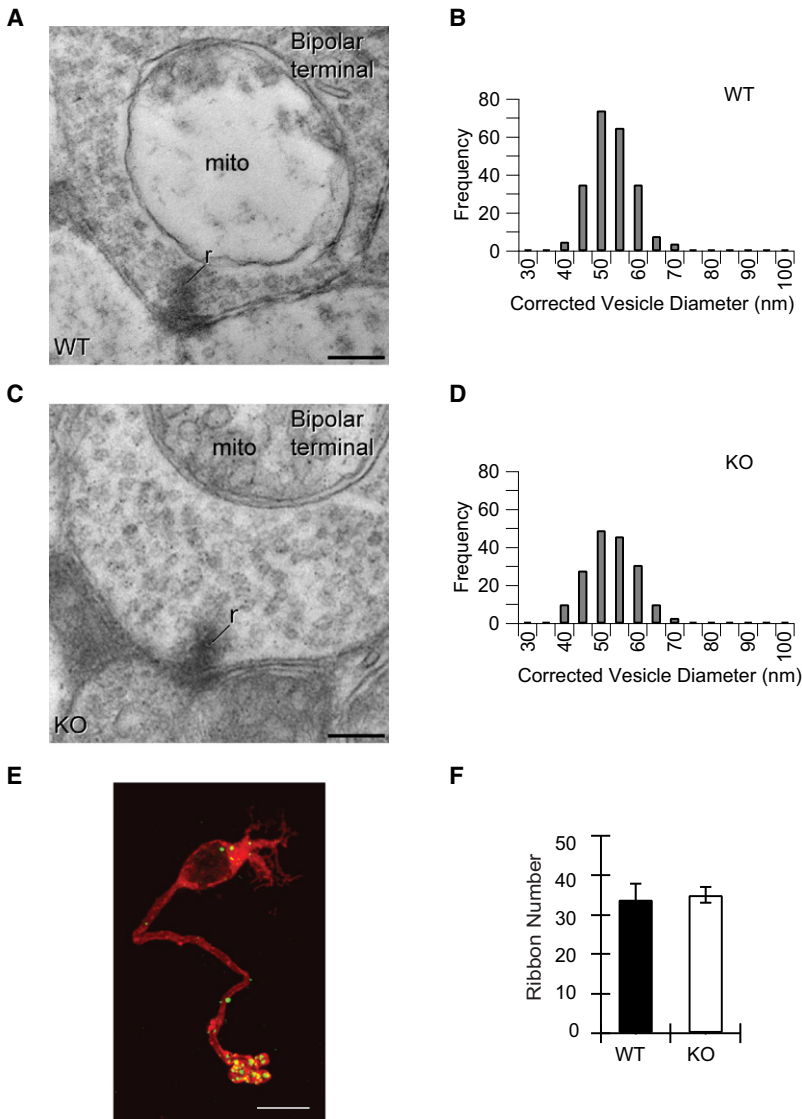 A
Bipolar
terminal
mito
r
WT
B
WT
80
60
40
20
0
Frequency
30
40
50
60
70
80
90
100
Corrected Vesicle Diameter (nm)
C
Bipolar
terminal
mito
r
KO
D
KO
80
60
40
20
0
Frequency
30
40
50
60
70
80
90
100
Corrected Vesicle Diameter (nm)
E
F
50
40
30
20
10
0
Ribbon Number
WT
KO